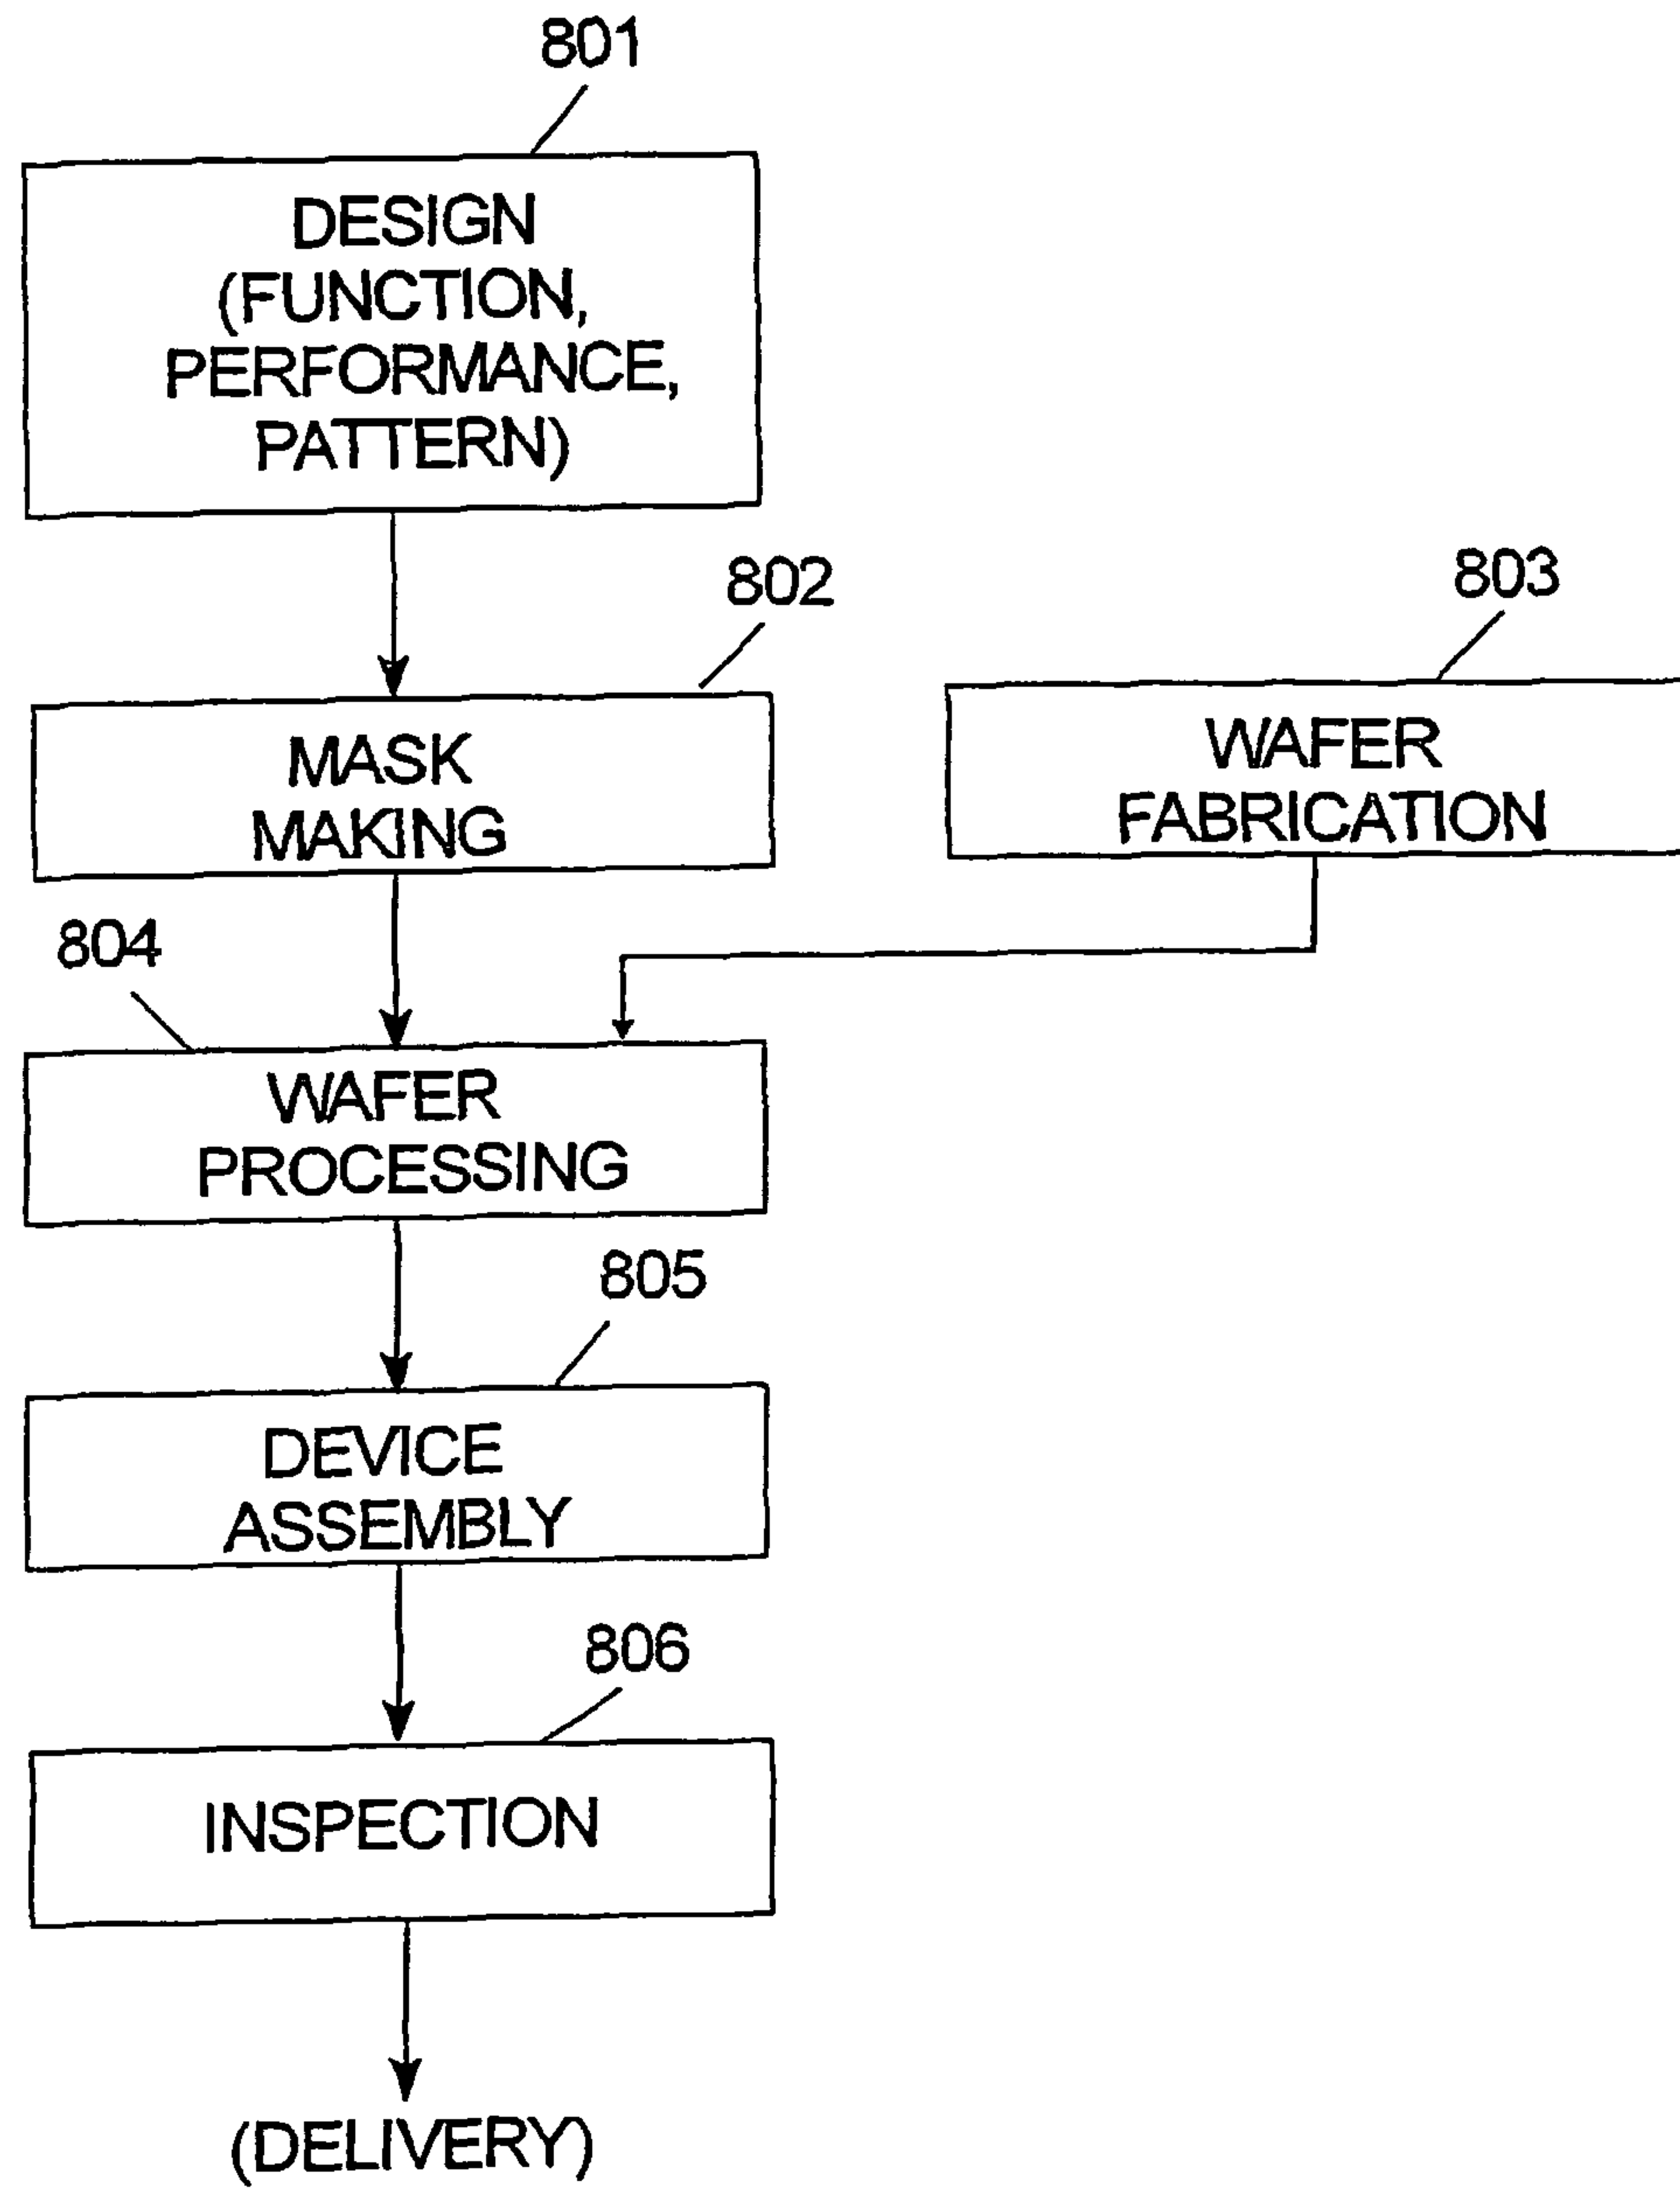 801
DESIGN
(FUNCTION,
PERFORMANCE,
PATTERN)
802
MASK
MAKING
803
WAFER
FABRICATION
804
WAFER
PROCESSING
805
DEVICE
ASSEMBLY
806
INSPECTION
(DELIVERY)